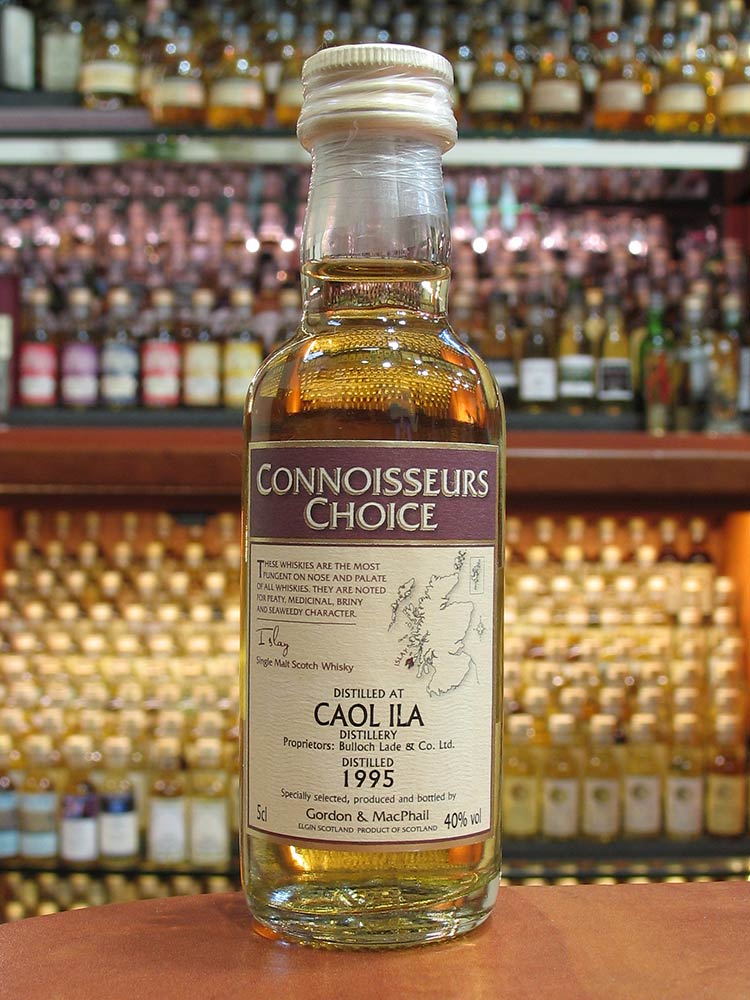 CONNOISSEURS
CHOICE
THESE WHISKIES ARE THE MOST
PUNGENT ON NOSE AND PALATE
OF ALL WHISKIES. THEY ARE NOTED
FOR PEATY, MEDICINAL, BRINY
AND SEAWEEDY CHARACTER.
Islay
ISLAY
Single Malt Scotch Whisky
DISTILLED AT
CAOL ILA
DISTILLERY
Proprietors: Bulloch Lade & Co. Ltd.
DISTILLED
1995
Specially selected, produced and bottled by
5cl Gordon & MacPhail 40% vol
ELGIN SCOTLAND PRODUCT OF SCOTLAND